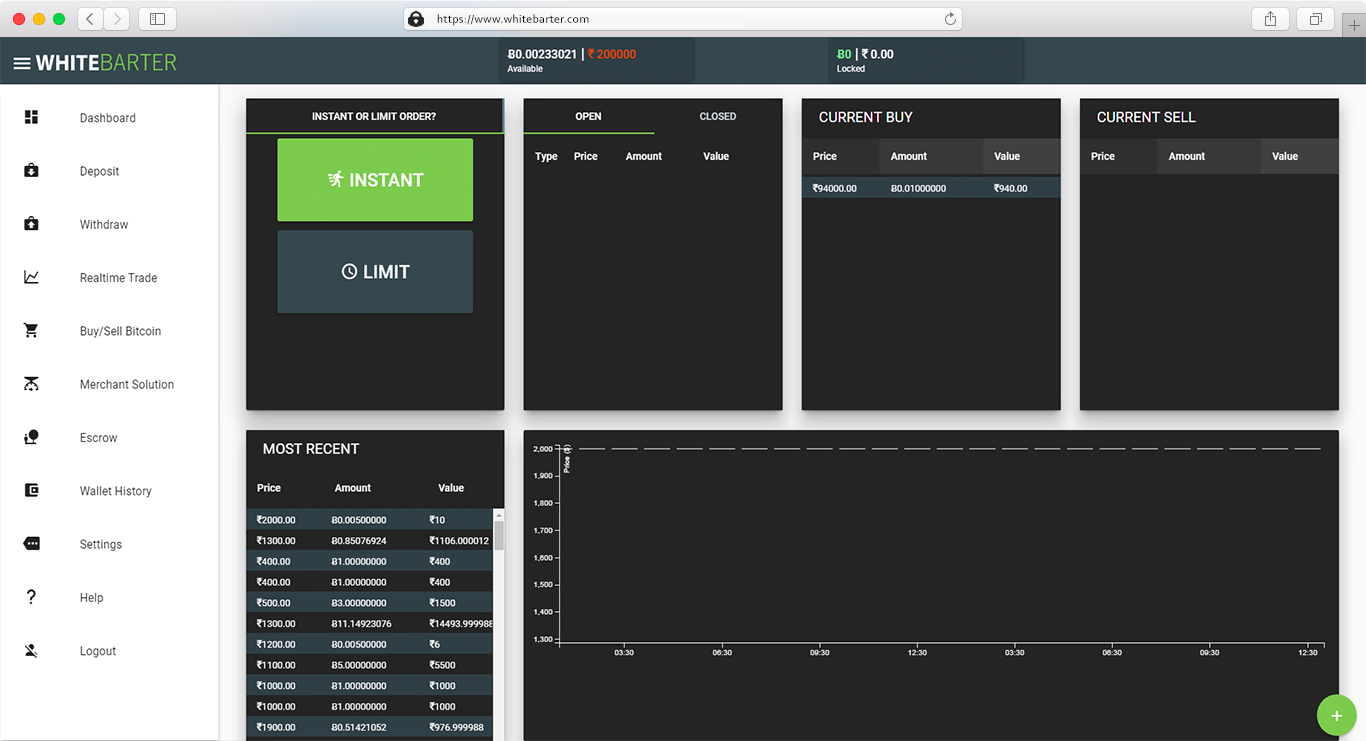 https://www.whitebarter.com
WHITEBARTER
Ƀ0.00233021 | ₹ 200000
Available
Ƀ0 | ₹ 0.00
Locked
Dashboard
Deposit
Withdraw
Realtime Trade
Buy/Sell Bitcoin
Merchant Solution
Escrow
Wallet History
Settings
Help
Logout
INSTANT OR LIMIT ORDER?
INSTANT
LIMIT
OPEN CLOSED
Type Price Amount Value
CURRENT BUY
Price Amount Value
₹94000.00 Ƀ0.01000000 ₹940.00
CURRENT SELL
Price Amount Value
MOST RECENT
Price Amount Value
₹2000.00 Ƀ0.00500000 ₹10
₹1300.00 Ƀ0.85076924 ₹1106.000012
₹400.00 Ƀ1.00000000 ₹400
₹400.00 Ƀ1.00000000 ₹400
₹500.00 Ƀ3.00000000 ₹1500
₹1300.00 Ƀ11.14923076 ₹14493.999988
₹1200.00 Ƀ0.00500000 ₹6
₹1100.00 Ƀ5.00000000 ₹5500
₹1000.00 Ƀ1.00000000 ₹1000
₹1000.00 Ƀ1.00000000 ₹1000
₹1900.00 Ƀ0.51421052 ₹976.999988
Price ($)
2,000
1,900
1,800
1,700
1,600
1,500
1,400
1,300
03:30 06:30 09:30 12:30 03:30 06:30 09:30 12:30